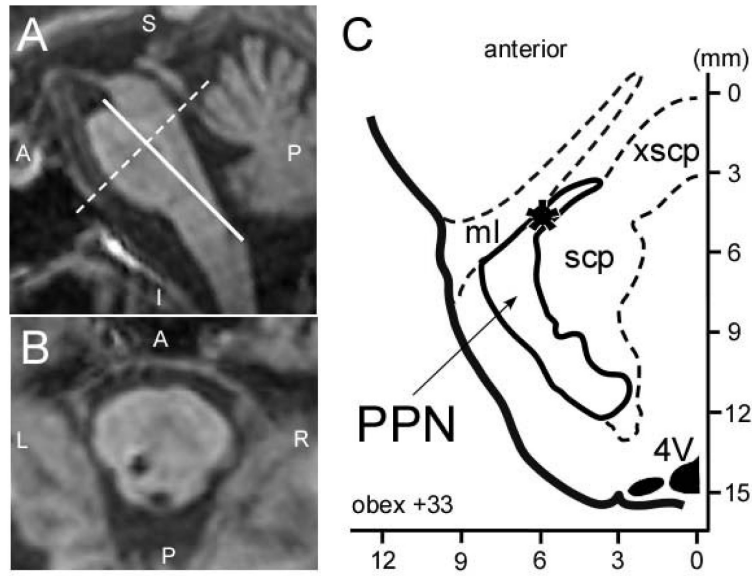 A
S
A
P
I
B
A
L
R
P
C
anterior
(mm)
0
xscp
3
ml
scp
6
9
PPN
12
4V
15
obex +33
12
9
6
3
0